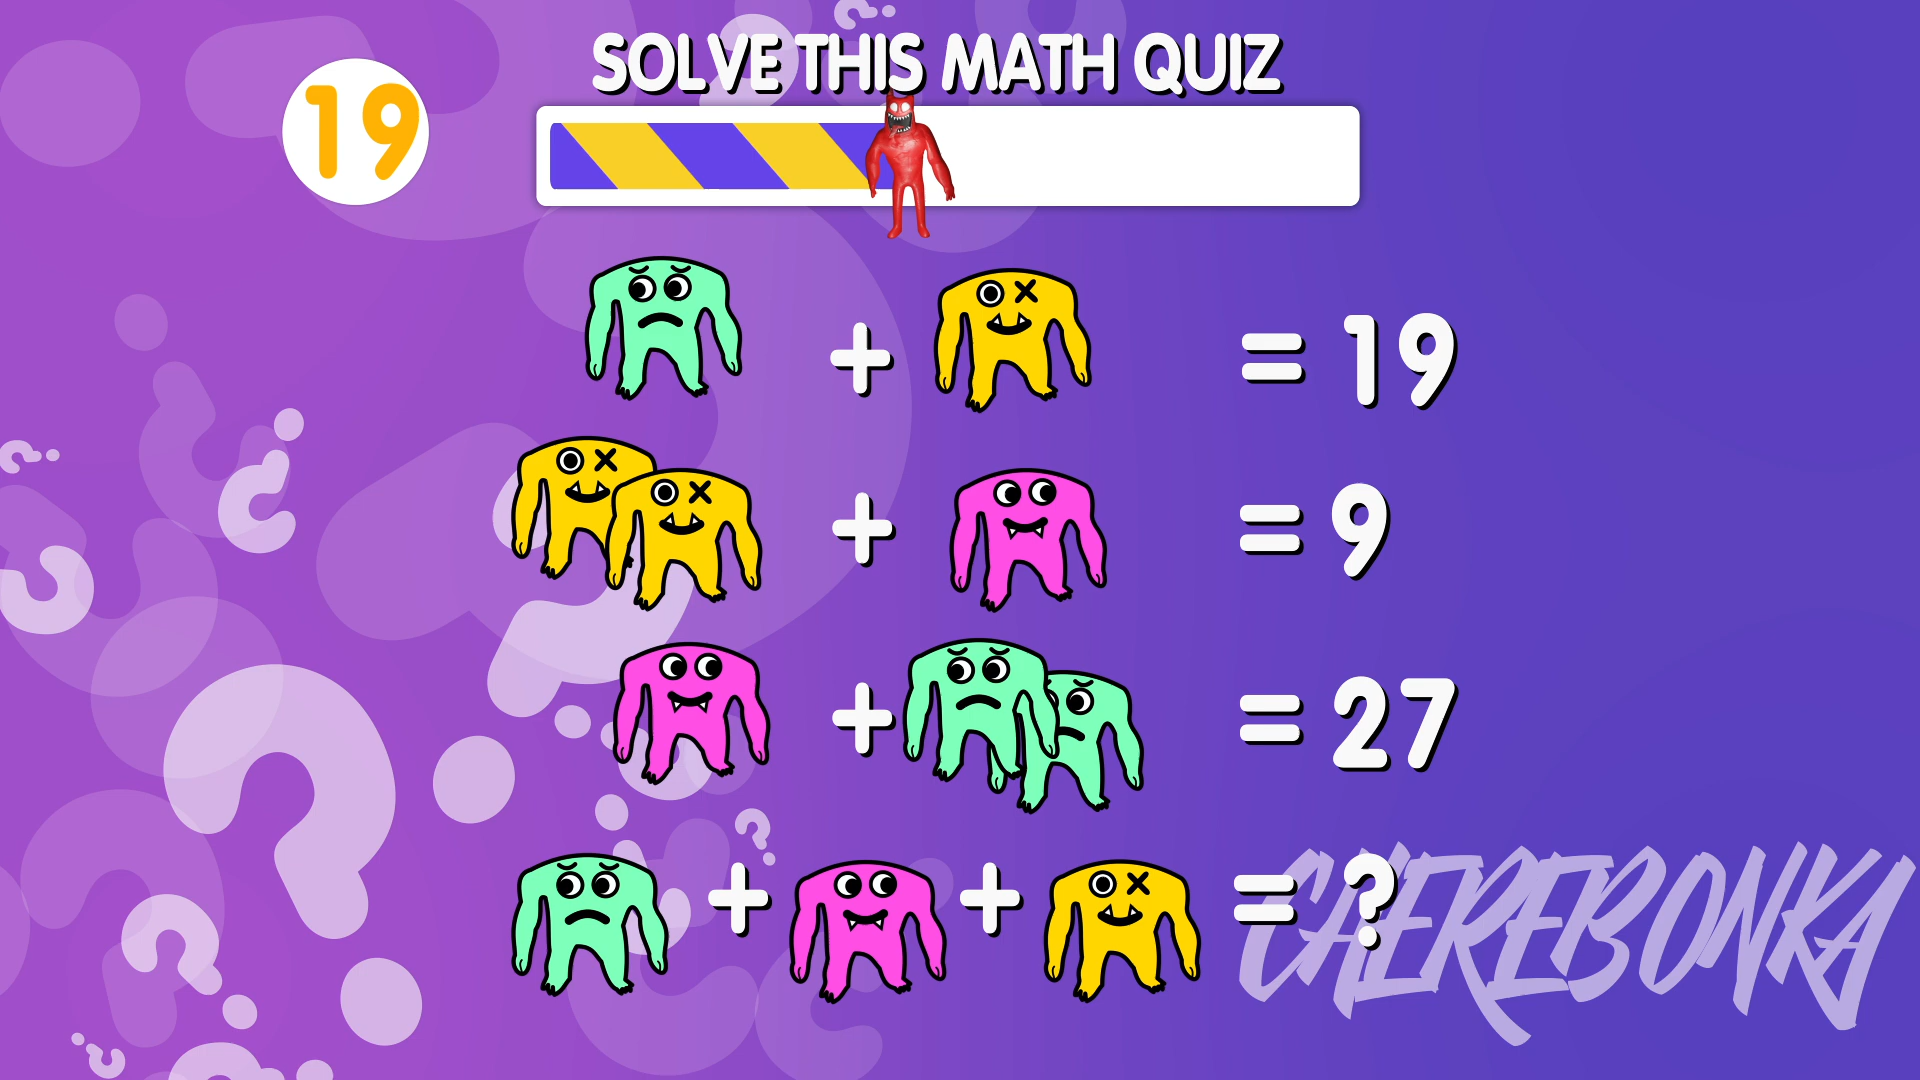 SOLVE THIS MATH QUIZ
19
+ = 19
+ = 9
+ = 27
+ + = ?
CHEREBONKA